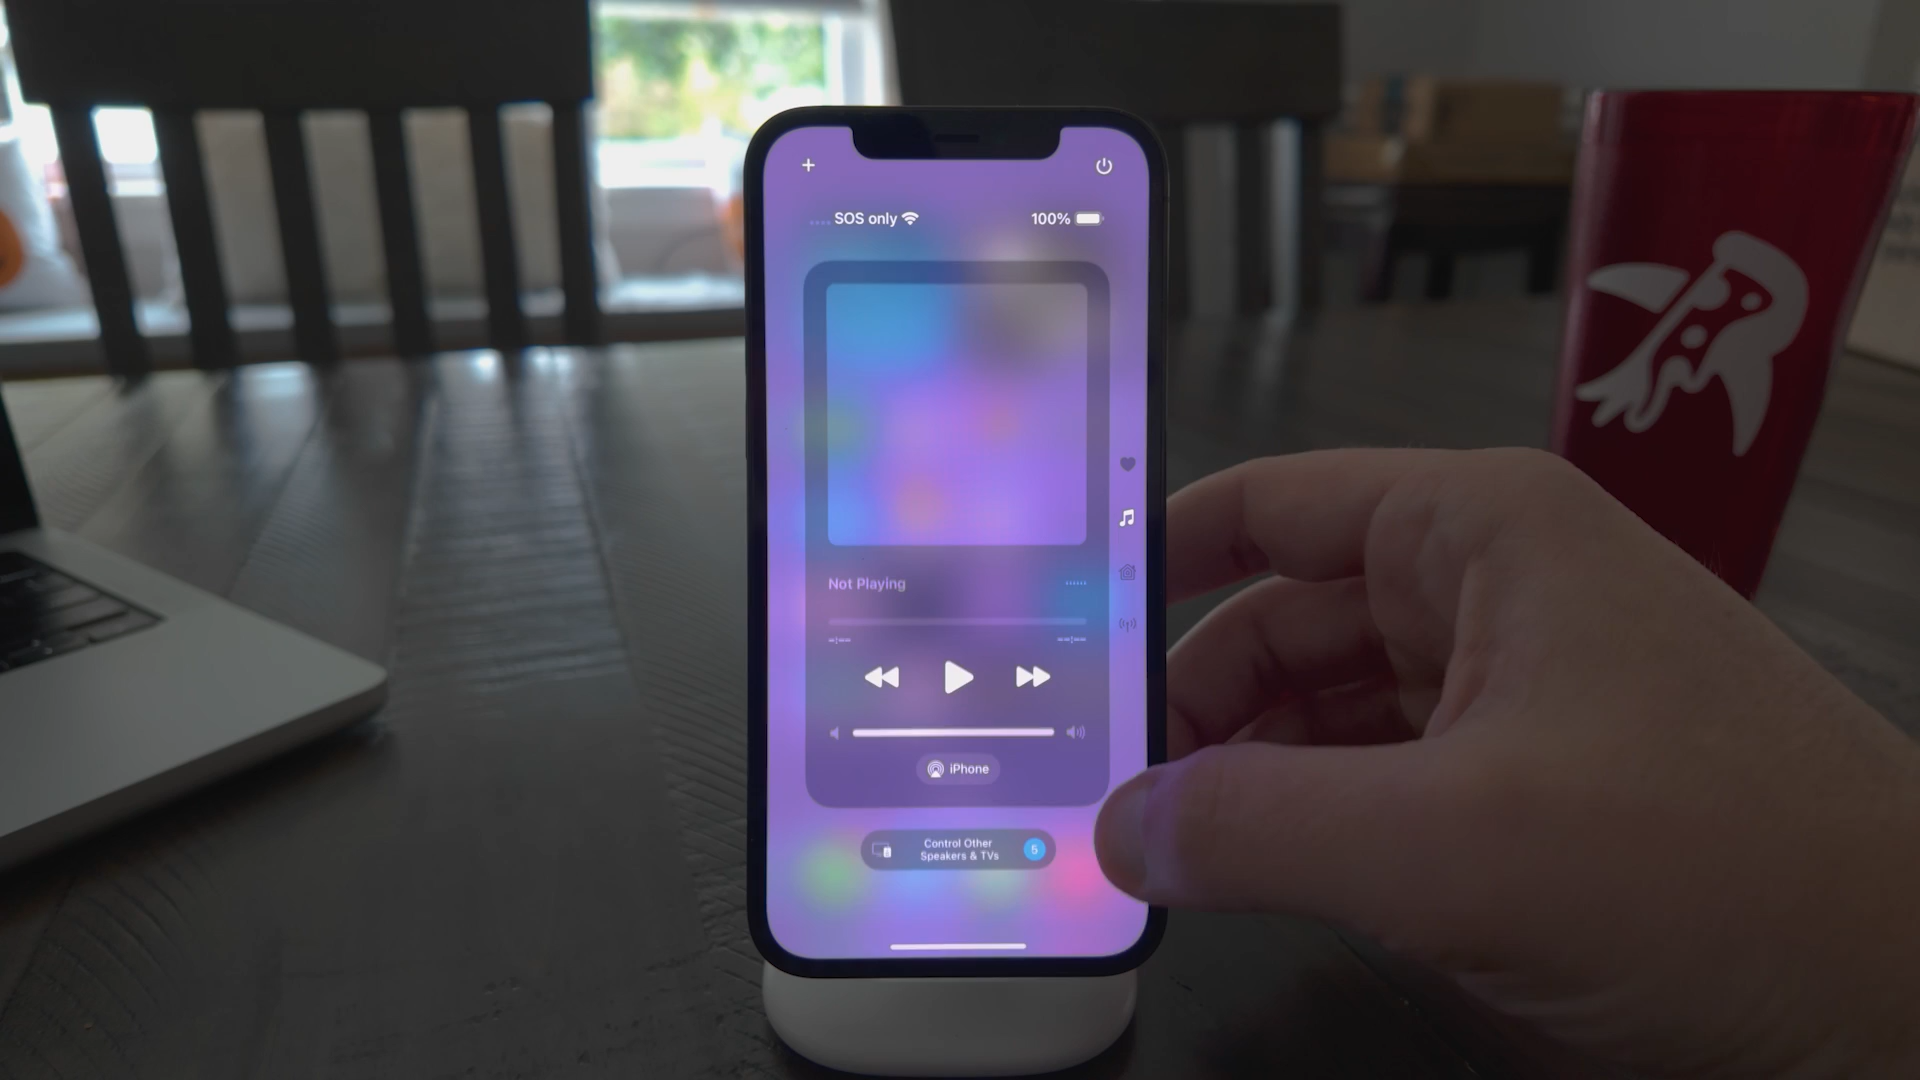 SOS only
100%
Not Playing
--:--
--:--
iPhone
Control Other
Speakers & TVs
5